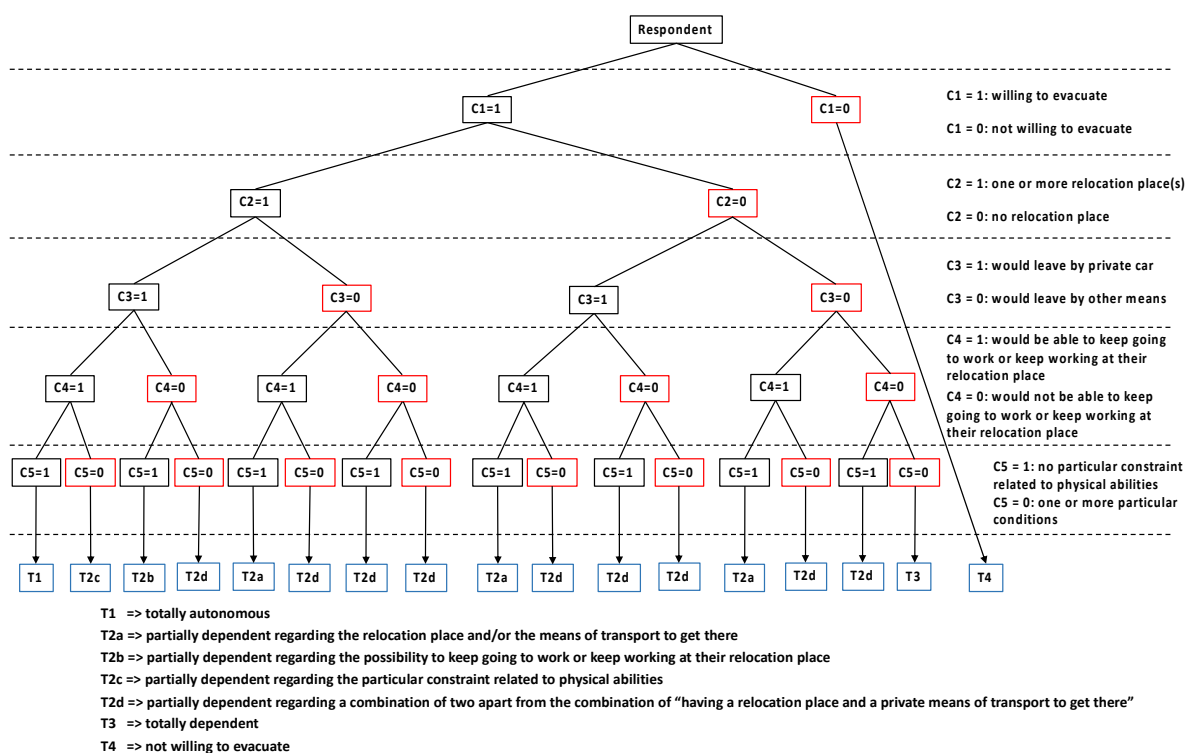 Respondent
C1=1
C1=0
C1 = 1: willing to evacuate
C1 = 0: not willing to evacuate
C2=1
C2=0
C2 = 1: one or more relocation place(s)
C2 = 0: no relocation place
C3=1
C3=0
C3=1
C3=0
C3 = 1: would leave by private car
C3 = 0: would leave by other means
C4=1
C4=0
C4=1
C4=0
C4=1
C4=0
C4=1
C4=0
C4 = 1: would be able to keep going
to work or keep working at their
relocation place
C4 = 0: would not be able to keep
going to work or keep working at
their relocation place
C5=1
C5=0
C5=1
C5=0
C5=1
C5=0
C5=1
C5=0
C5=1
C5=0
C5=1
C5=0
C5=1
C5=0
C5=1
C5=0
C5 = 1: no particular constraint
related to physical abilities
C5 = 0: one or more particular
conditions
T1
T2c
T2b
T2d
T2a
T2d
T2d
T2d
T2a
T2d
T2d
T2d
T2a
T2d
T2d
T3
T4
T1 => totally autonomous
T2a => partially dependent regarding the relocation place and/or the means of transport to get there
T2b => partially dependent regarding the possibility to keep going to work or keep working at their relocation place
T2c => partially dependent regarding the particular constraint related to physical abilities
T2d => partially dependent regarding a combination of two apart from the combination of “having a relocation place and a private means of transport to get there”
T3 => totally dependent
T4 => not willing to evacuate